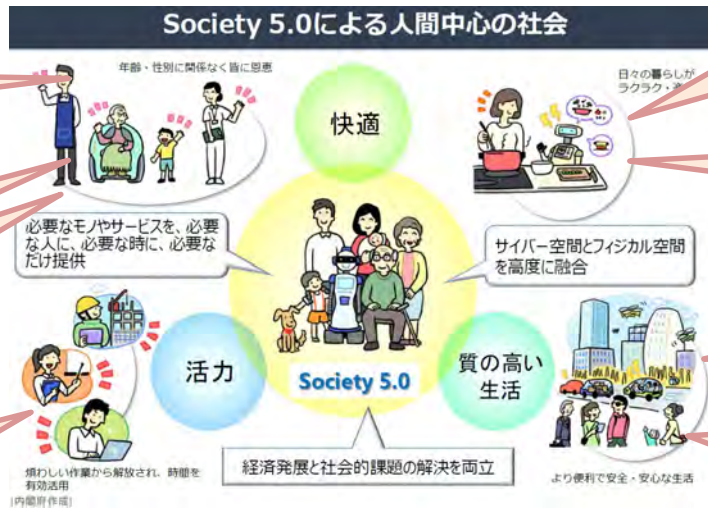 Society 5.0による人間中心の社会
年齢・性別に関係なく皆に恩恵
日々の暮らしが
ラクラク・
快適
必要なモノやサービスを、必要
な人に、必要な時に、必要な
だけ提供
サイバー空間とフィジカル空間
を高度に融合
活力
Society 5.0
質の高い
生活
経済発展と社会的課題の解決を両立
煩わしい作業から解放され、時間を
有効活用
より便利で安全・安心な生活
[内閣府作成]